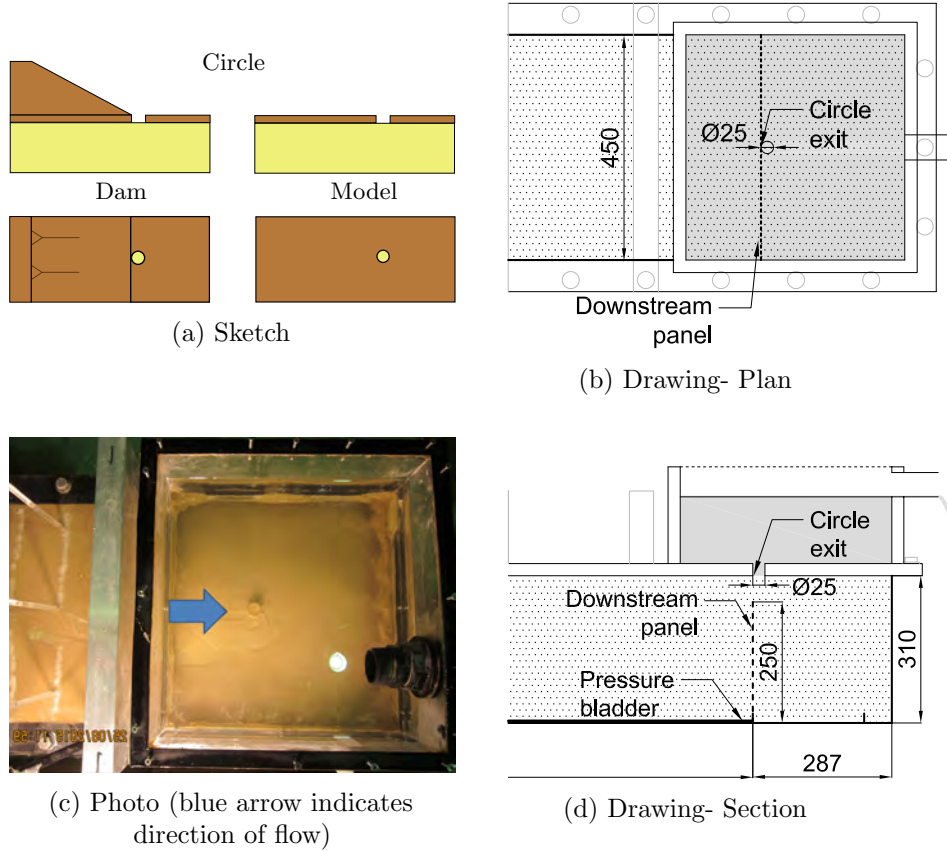 Circle
Dam
Model
(a) Sketch
450
Ø25
Circle
exit
Downstream
panel
(b) Drawing- Plan
(c) Photo (blue arrow indicates
direction of flow)
Circle
exit
Ø25
Downstream
panel
250
310
Pressure
bladder
287
(d) Drawing- Section